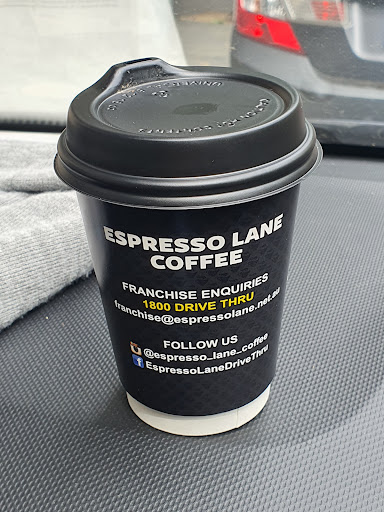 ESPRESSO LANE
COFFEE
FRANCHISE ENQUIRIES
1800 DRIVE THRU
franchise@espressolane.net.au
FOLLOW US
@espresso_lane_coffee
f EspressoLaneDriveThru